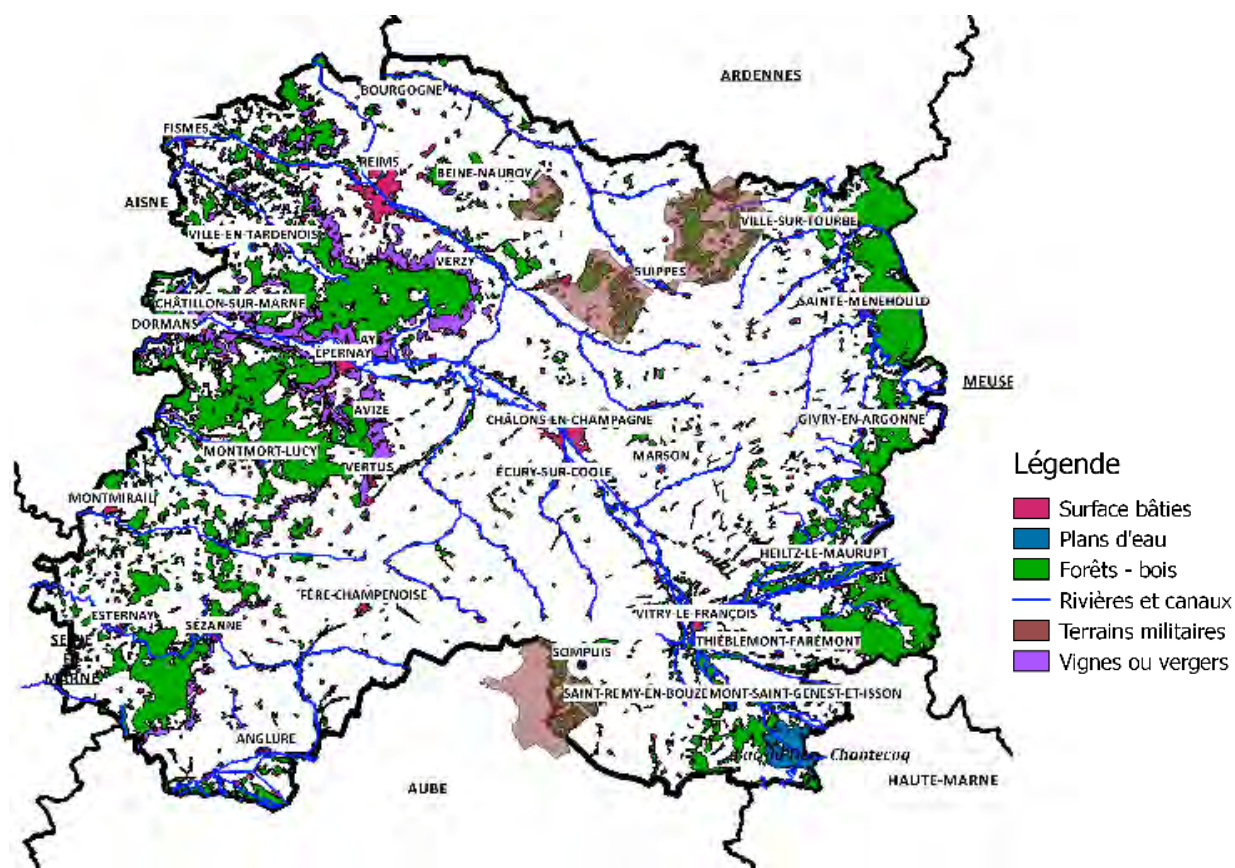 ARDENNES
BOURGOGNE
FISMES
REIMS
BEINE-NAUROY
AISNE
VILLE-EN-TARDENOIS
VILLE-SUR-TOURBE
VERZY
SUIPPES
CHÂTILLON-SUR-MARNE
SAINTE-MENEHOULD
DORMANS
AY
ÉPERNAY
MEUSE
AVIZE
CHÂLONS-EN-CHAMPAGNE
GIVRY-EN-ARGONNE
MONTMORT-LUCY
MARSON
VERTUS
ÉCURY-SUR-COOLE
Légende
MONTMIRAIL
Surface bâties
Plans d'eau
HEILTZ-LE-MAURUPT
Forêts - bois
FÈRE-CHAMPENOISE
Rivières et canaux
ESTERNAY
SÉZANNE
VITRY-LE-FRANÇOIS
Terrains militaires
THIÉBLEMONT-FARÉMONT
SOMPUIS
Vignes ou vergers
MARNE
SAINT-REMY-EN-BOUZEMONT-SAINT-GENEST-ET-ISSON
ANGLURE
Chantecoq
HAUTE-MARNE
AUBE